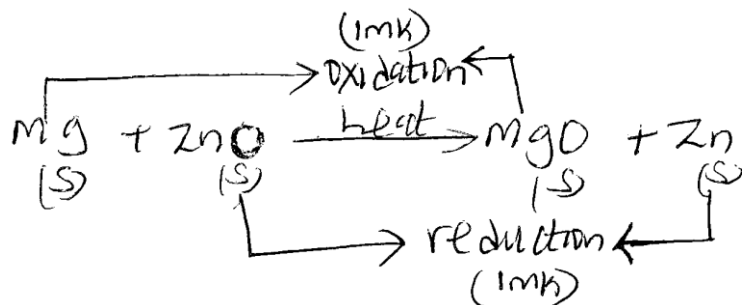 (1mk)
oxidation
heat
Mg + ZnO → MgO + Zn
(S) (S) (S) (S)
reduction
(1mk)